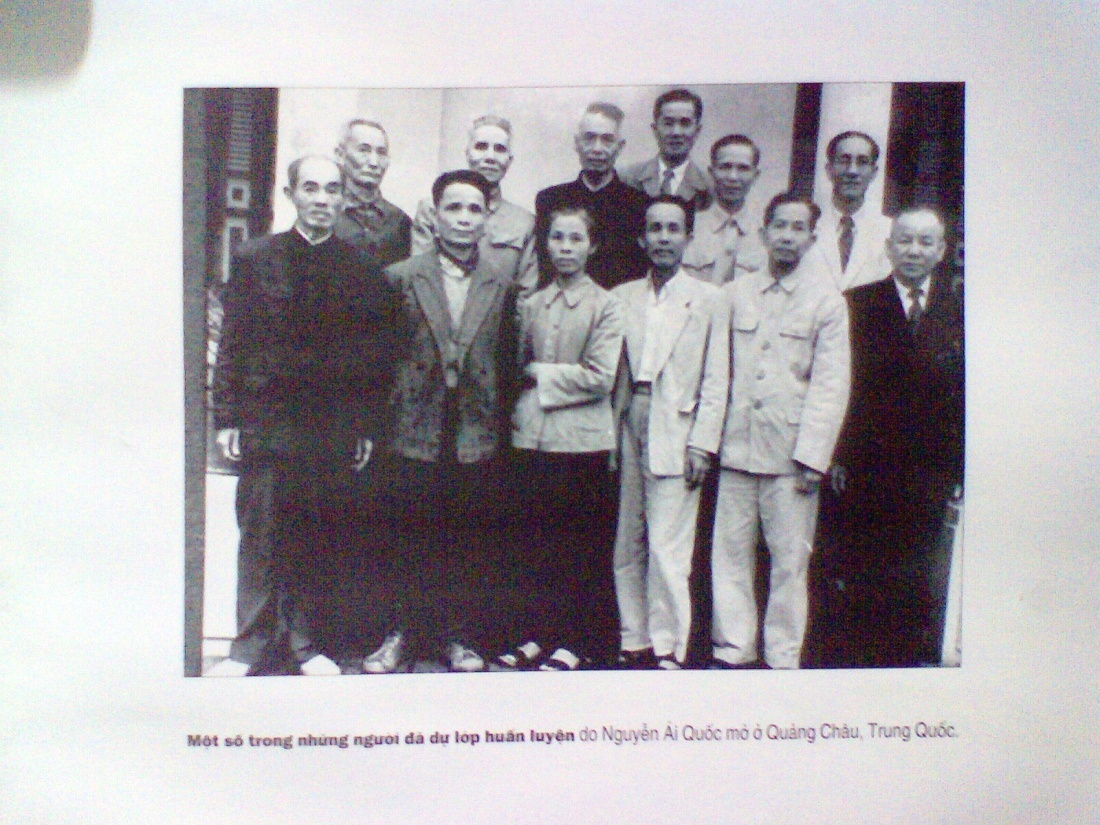 Một số trong những người đã dự lớp huấn luyện do Nguyễn Ái Quốc mở ở Quảng Châu, Trung Quốc.